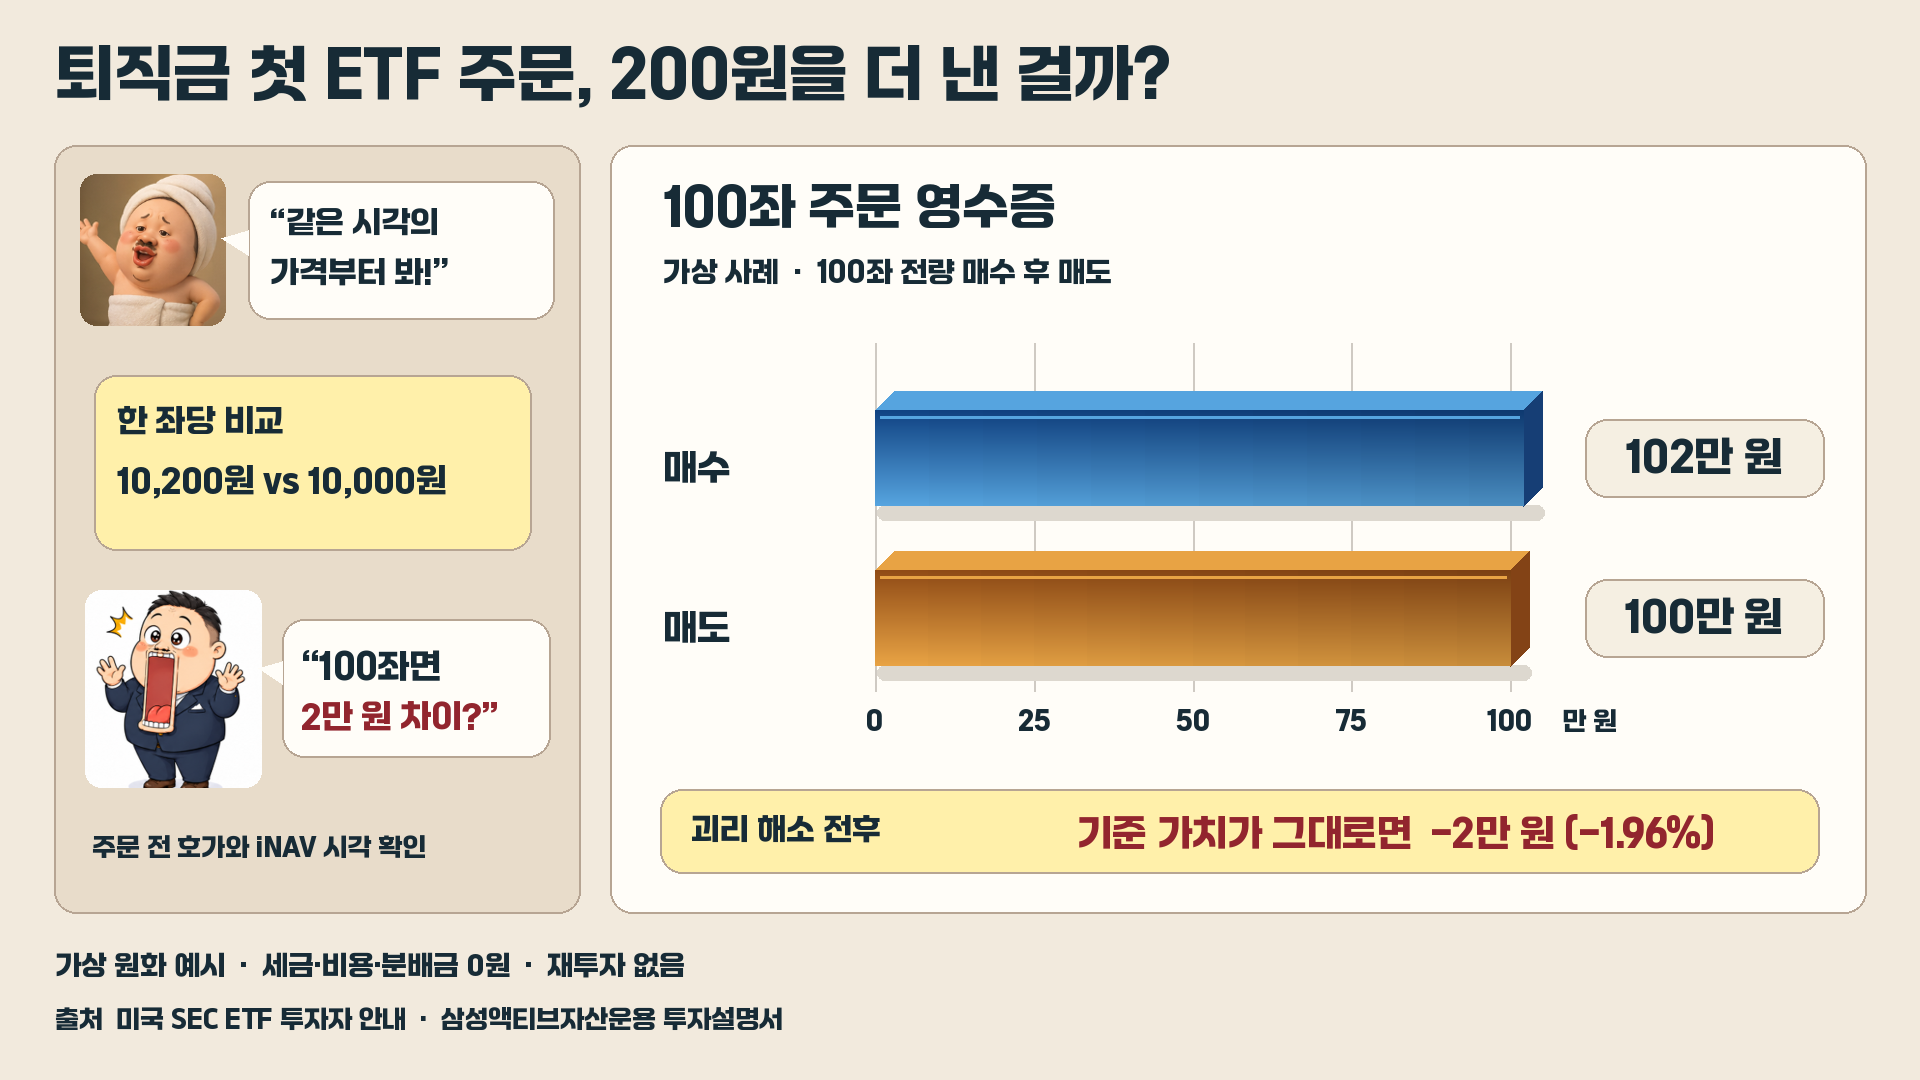 퇴직금 첫 ETF 주문, 200원을 더 낸 걸까?
“같은 시각의
가격부터 봐!”
한 좌당 비교
10,200원 vs 10,000원
“100좌면
2만 원 차이?”
주문 전 호가와 iNAV 시각 확인
100좌 주문 영수증
가상 사례 · 100좌 전량 매수 후 매도
매수
102만 원
매도
100만 원
0 25 50 75 100 만 원
괴리 해소 전후 기준 가치가 그대로면 −2만 원 (−1.96%)
가상 원화 예시 · 세금·비용·분배금 0원 · 재투자 없음
출처 미국 SEC ETF 투자자 안내 · 삼성액티브자산운용 투자설명서